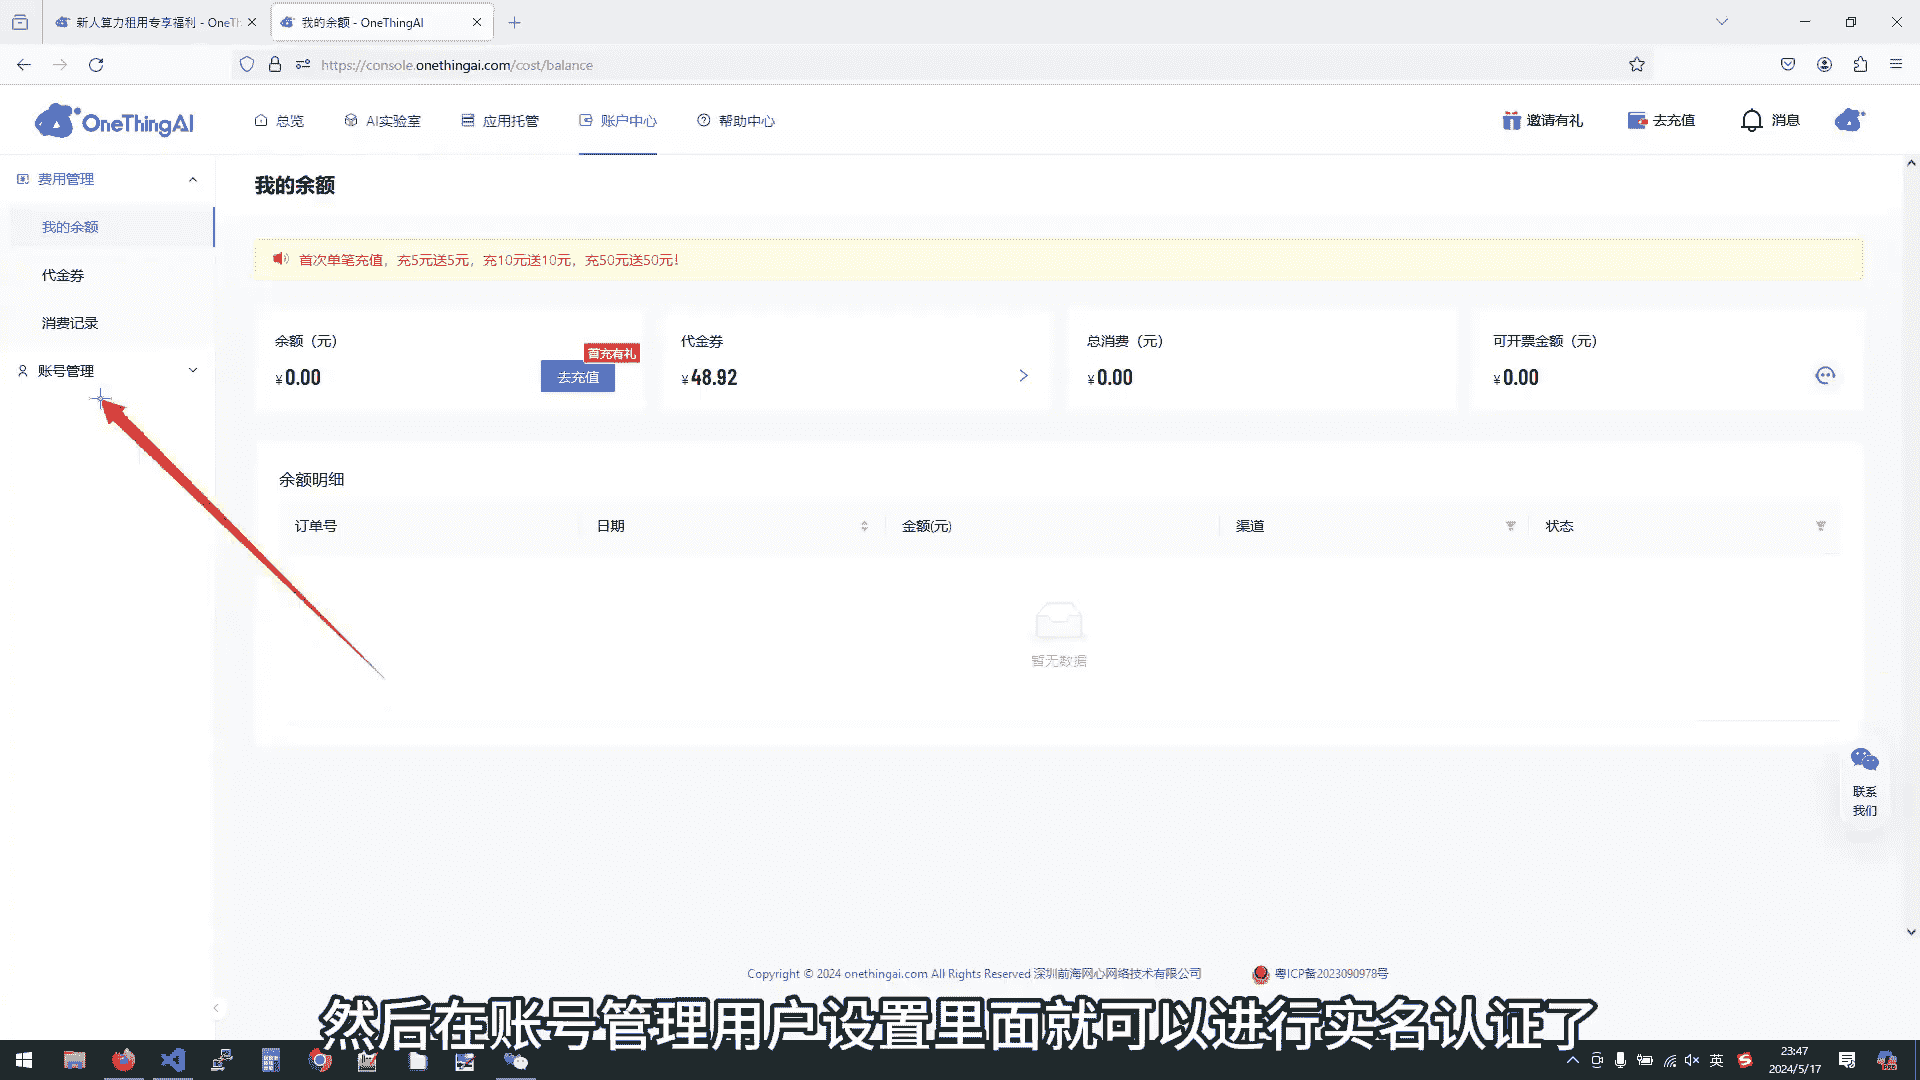 新人算力租用专享福利 - OneTh
我的余额 - OneThingAI
https://console.onethingai.com/cost/balance
OneThingAI
总览
AI实验室
应用托管
账户中心
帮助中心
邀请有礼
去充值
消息
费用管理
我的余额
代金券
消费记录
账号管理
我的余额
首次单笔充值，充5元送5元，充10元送10元，充50元送50元！
余额（元）
¥0.00
首充有礼
去充值
代金券
¥48.92
总消费（元）
¥0.00
可开票金额（元）
¥0.00
余额明细
订单号
日期
金额(元)
渠道
状态
暂无数据
联系
我们
Copyright © 2024 onethingai.com All Rights Reserved 深圳前海网心网络技术有限公司
粤ICP备2023090978号
然后在账号管理用户设置里面就可以进行实名认证了
英
23:47
2024/5/17